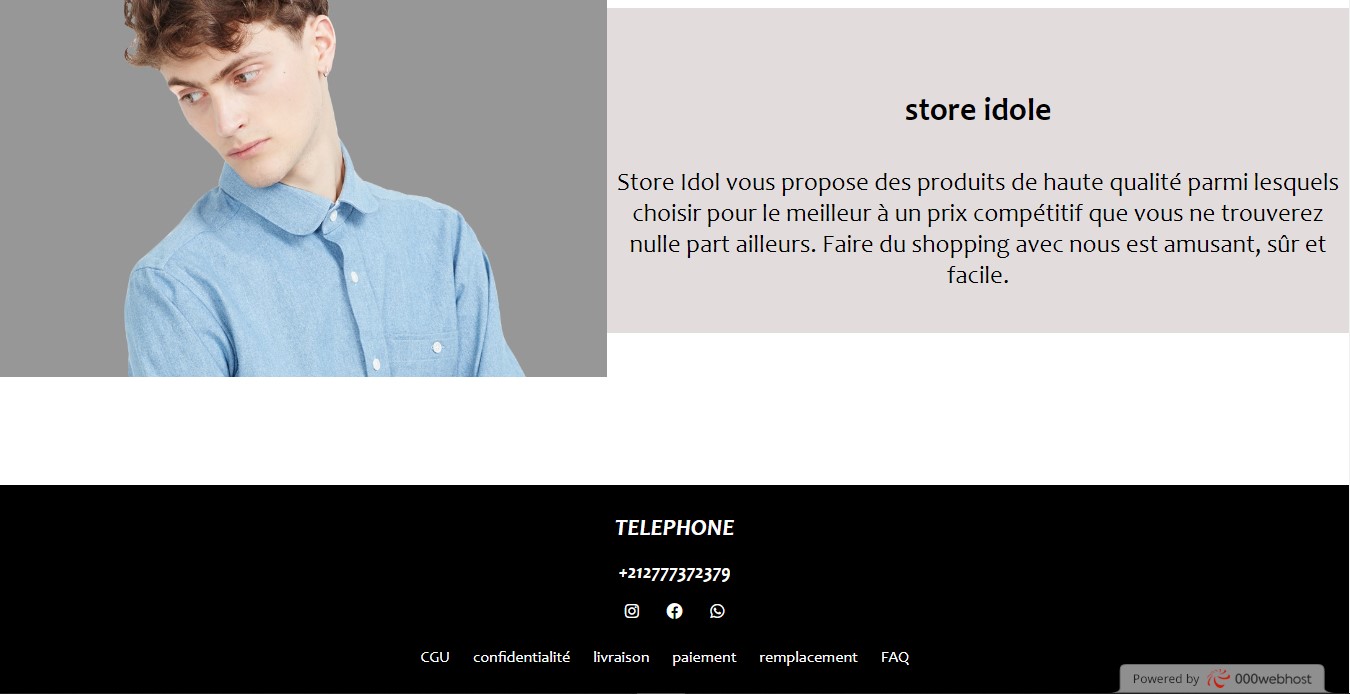 store idole
Store Idol vous propose des produits de haute qualité parmi lesquels
choisir pour le meilleur à un prix compétitif que vous ne trouverez
nulle part ailleurs. Faire du shopping avec nous est amusant, sûr et
facile.
TELEPHONE
+212777372379
CGU confidentialité livraison paiement remplacement FAQ
Powered by 000webhost